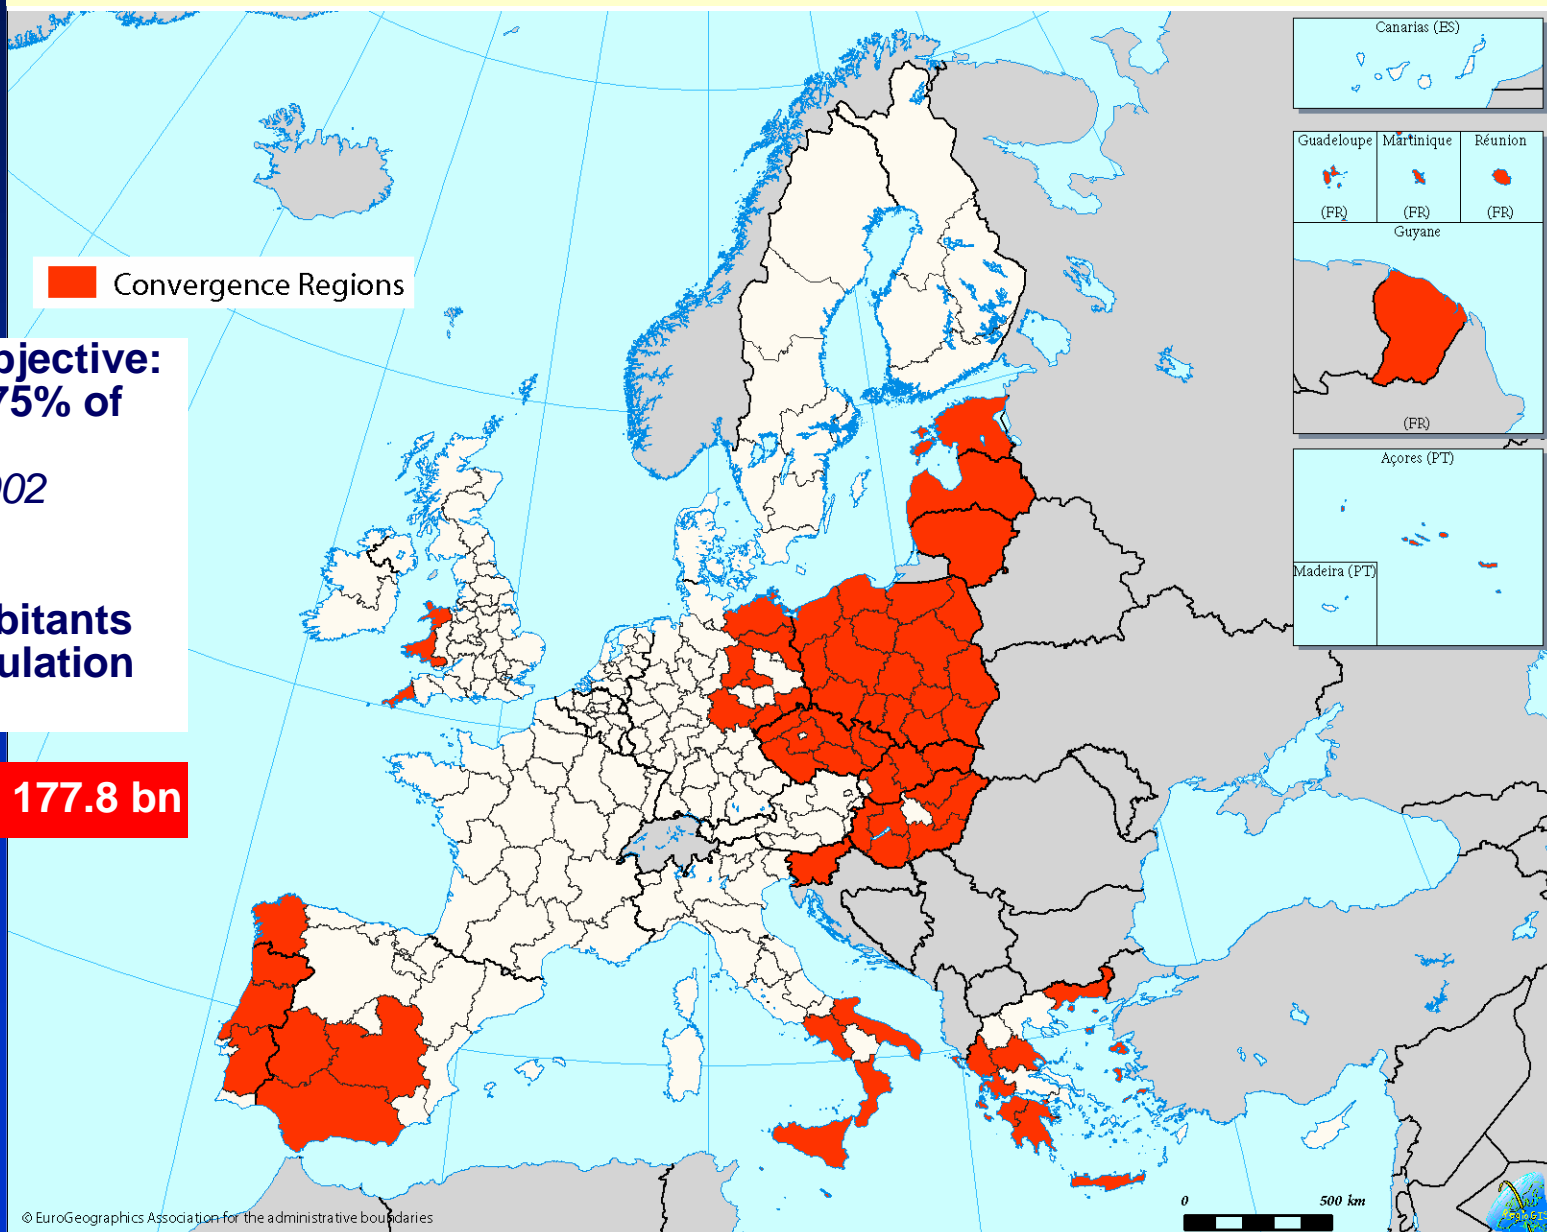 Canarias (ES)
Guadeloupe
Martinique
Réunion
(FR)
(FR)
(FR)
Guyane
(FR)
Convergence Regions
bjective:
75% of
002
bitants
ulation
177.8 bn
Açores (PT)
Madeira (PT)
0 500 km
© EuroGeographics Association for the administrative boundaries